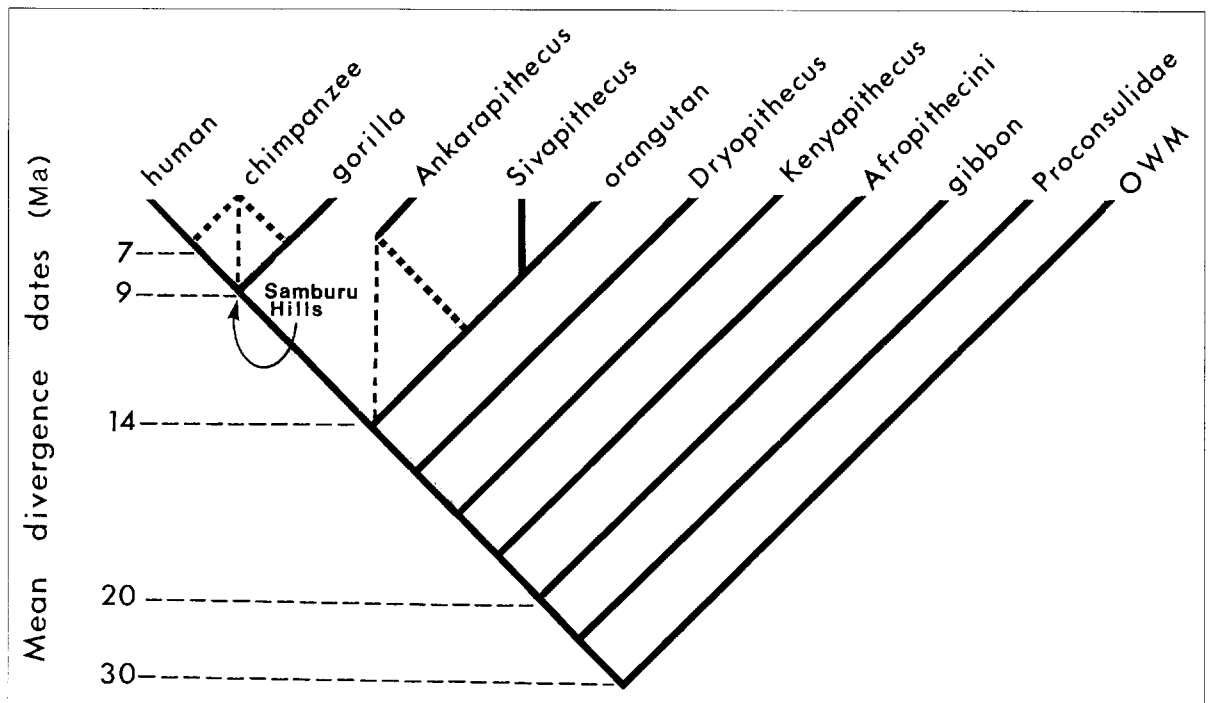 human
chimpanzee
gorilla
Ankarapithecus
Sivapithecus
orangutan
Dryopithecus
Kenyapithecus
Afropithecini
gibbon
Proconsulidae
OWM
Mean divergence dates (Ma)
7
9
Samburu
Hills
14
20
30